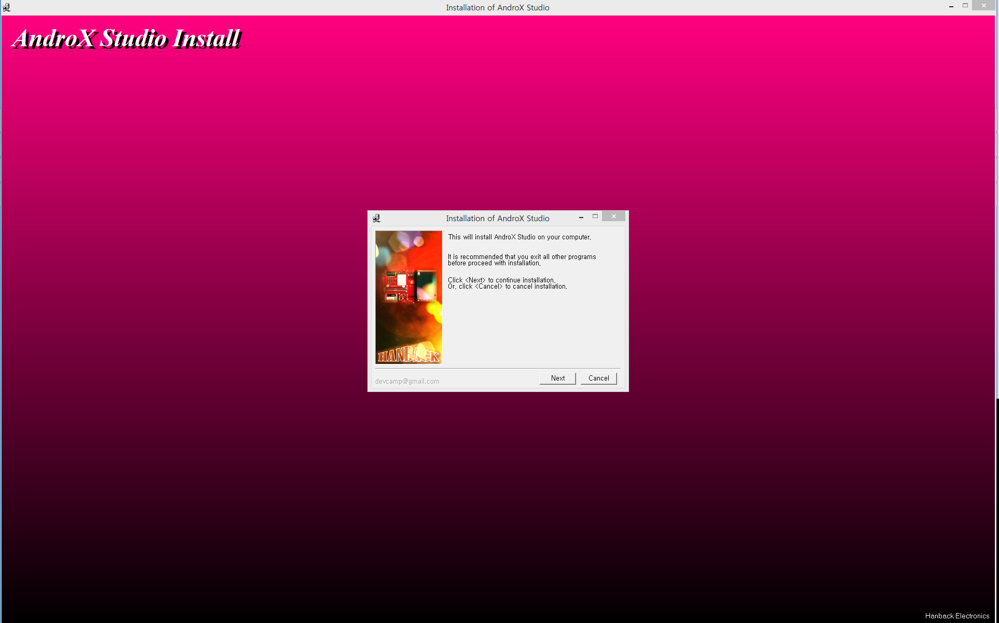 Installation of AndroX Studio
AndroX Studio Install
Installation of AndroX Studio
This will install AndroX Studio on your computer.
It is recommended that you exit all other programs
before proceed with installation.
Click <Next> to continue installation.
Or, click <Cancel> to cancel installation.
HANBACK
devcamp@gmail.com
Next
Cancel
Hanback Electronics